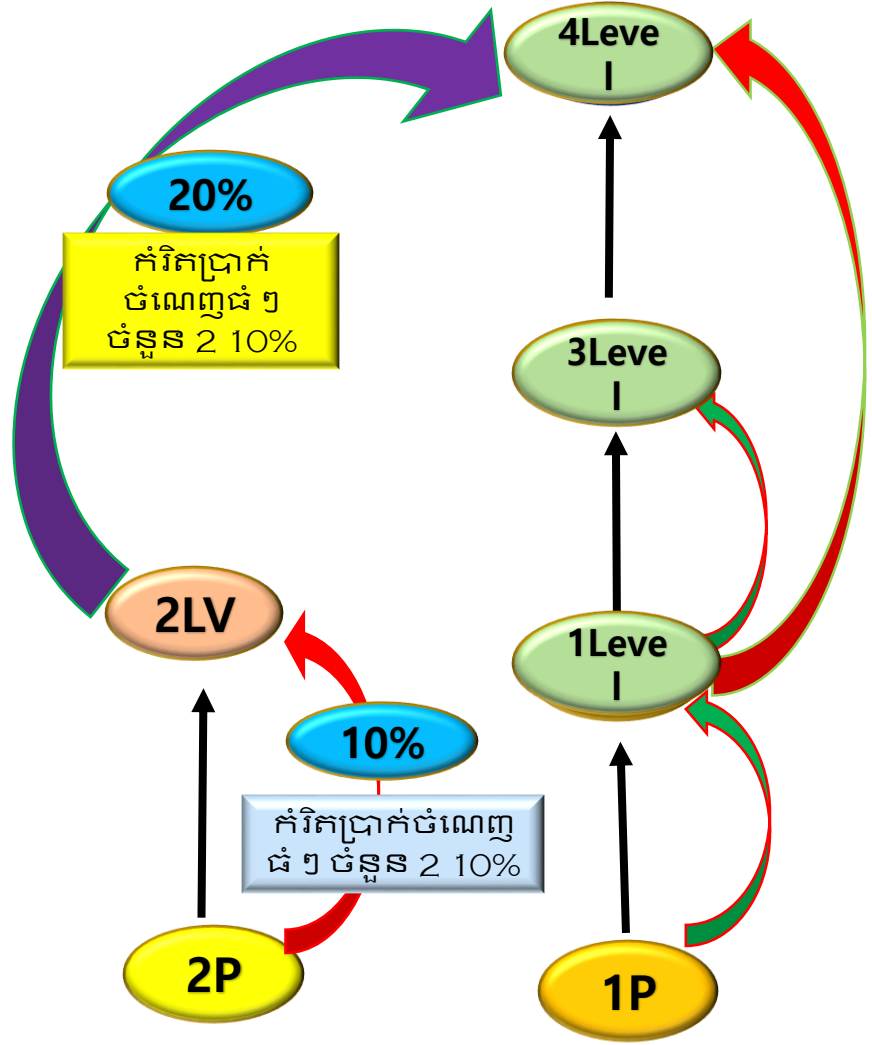 4Leve
l
20%
កំរិតប្រាក់
ចំណេញធំ ៗ
ចំនួន 2 10%
3Leve
l
2LV
1Leve
l
10%
កំរិតប្រាក់ចំណេញ
ធំ ៗ ចំនួន 2 10%
2P
1P